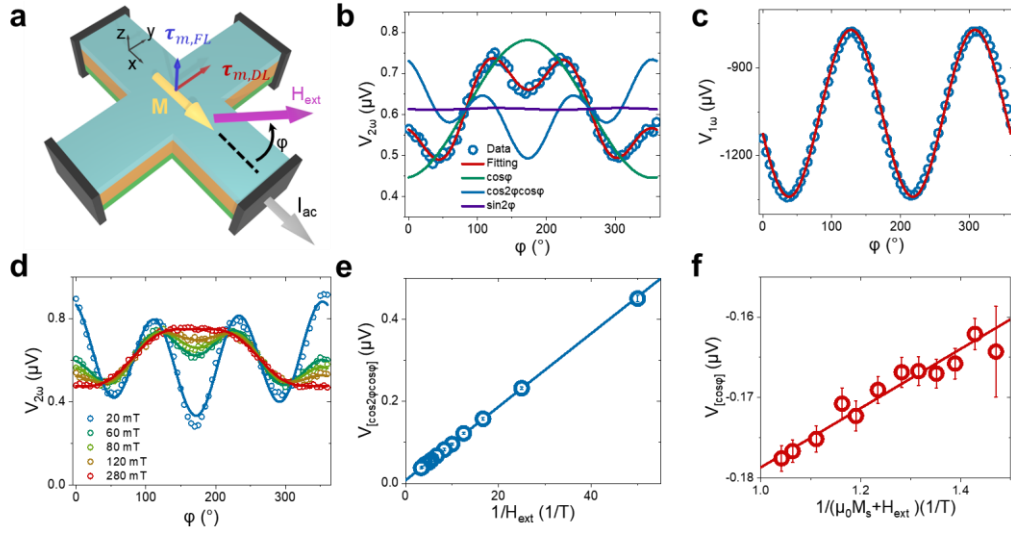 a
z
y
x
τm,FL
τm,DL
M
Hext
φ
Iac
b
V2ω (μV)
0.8
0.7
0.6
0.5
0.4
Data
Fitting
cosφ
cos2φcosφ
sin2φ
0 100 200 300
φ (°)
c
V1ω (μV)
-900
-1200
0 100 200 300
φ (°)
d
V2ω (μV)
0.8
0.4
0.0
20 mT
60 mT
80 mT
120 mT
280 mT
0 100 200 300
φ (°)
e
V[cos2φcosφ] (μV)
0.4
0.2
0.0
0 20 40
1/Hext (1/T)
f
V[cosφ] (μV)
-0.16
-0.17
-0.18
1.0 1.2 1.4
1/(μ0Ms+Hext )(1/T)